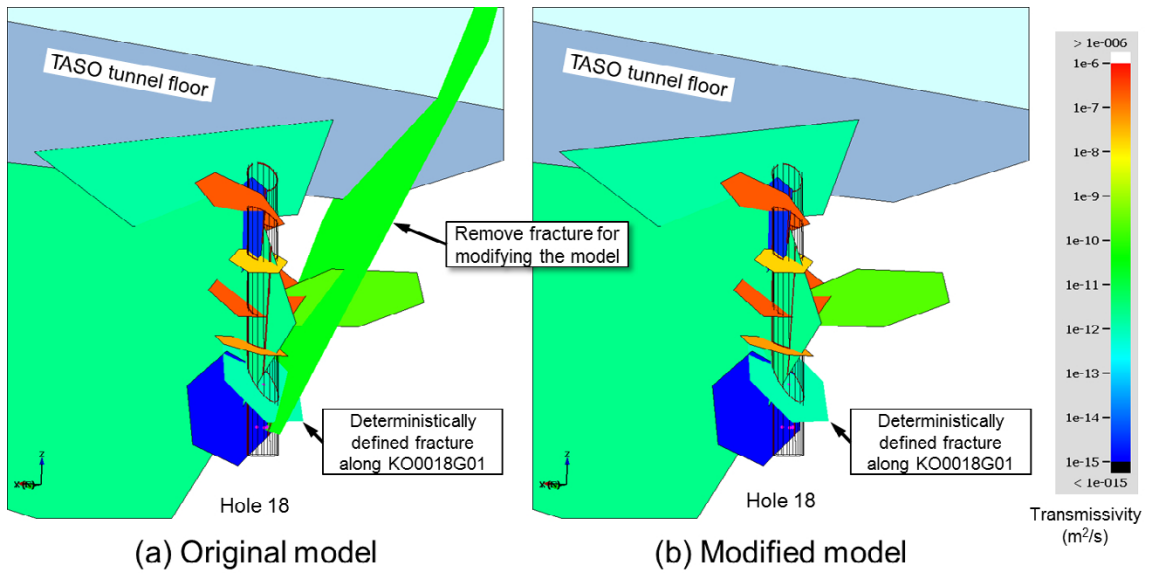 TASO tunnel floor
Remove fracture for
modifying the model
Deterministically
defined fracture
along KO0018G01
Hole 18
z
(a) Original model
TASO tunnel floor
Deterministically
defined fracture
along KO0018G01
Hole 18
z
(b) Modified model
> 1e-006
1e-6
1e-7
1e-8
1e-9
1e-10
1e-11
1e-12
1e-13
1e-14
1e-15
< 1e-015
Transmissivity
(m²/s)